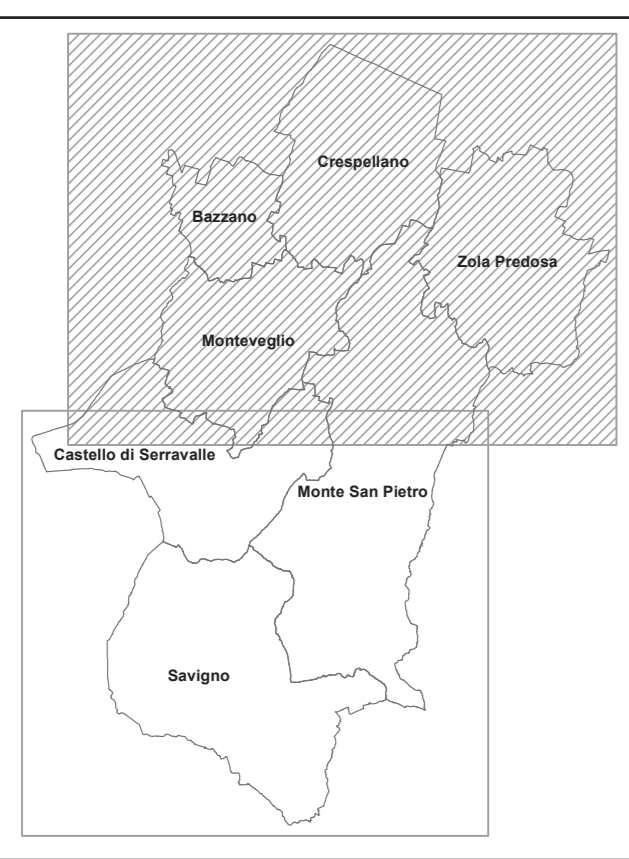 Crespellano
Bazzano
Zola Predosa
Monteveglio
Castello di Serravalle
Monte San Pietro
Savigno